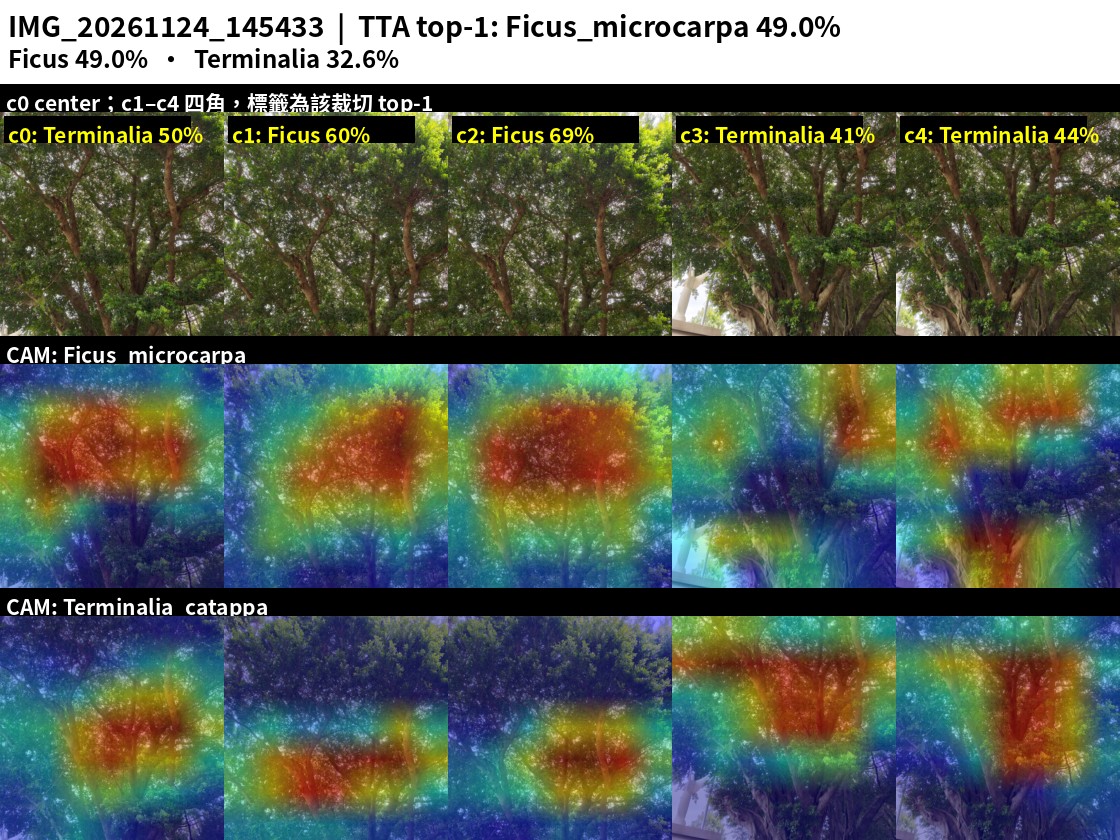 IMG_20261124_145433 | TTA top-1: Ficus_microcarpa 49.0%
Ficus 49.0% • Terminalia 32.6%
c0 center；c1–c4 四角，標籤為該裁切 top-1
c0: Terminalia 50%
c1: Ficus 60%
c2: Ficus 69%
c3: Terminalia 41%
c4: Terminalia 44%
CAM: Ficus_microcarpa
CAM: Terminalia_catappa